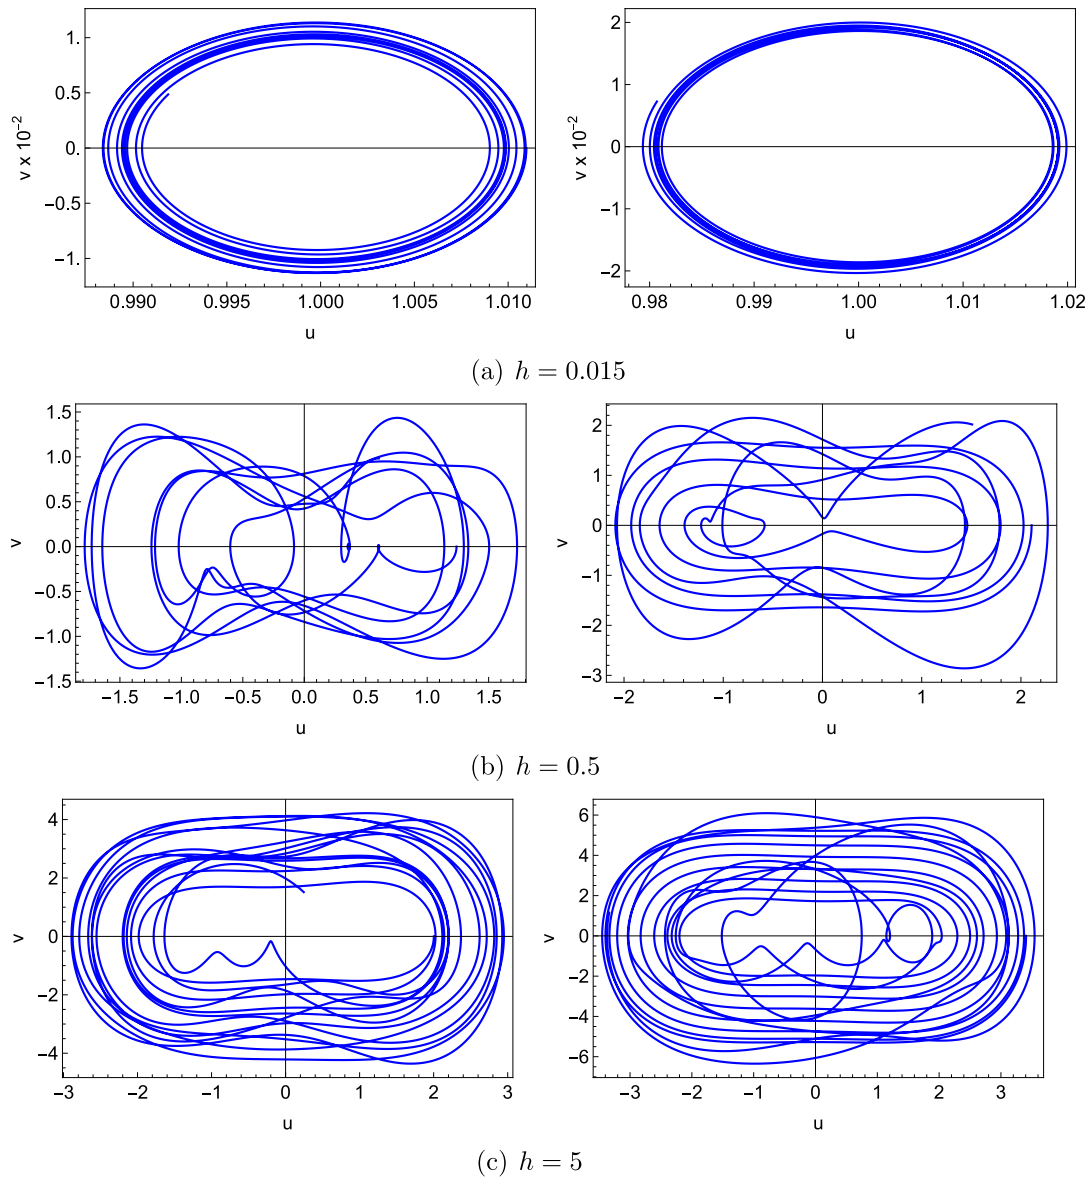 1.
0.5
0.
−0.5
−1.
v x 10⁻²
0.990 0.995 1.000 1.005 1.010
u
2
1
0
−1
−2
v x 10⁻²
0.98 0.99 1.00 1.01 1.02
u
(a) h = 0.015
1.5
1.0
0.5
0.0
−0.5
−1.0
−1.5
v
−1.5 −1.0 −0.5 0.0 0.5 1.0 1.5
u
2
1
0
−1
−2
−3
v
−2 −1 0 1 2
u
(b) h = 0.5
4
2
0
−2
−4
v
−3 −2 −1 0 1 2 3
u
6
4
2
0
−2
−4
−6
v
−3 −2 −1 0 1 2 3
u
(c) h = 5